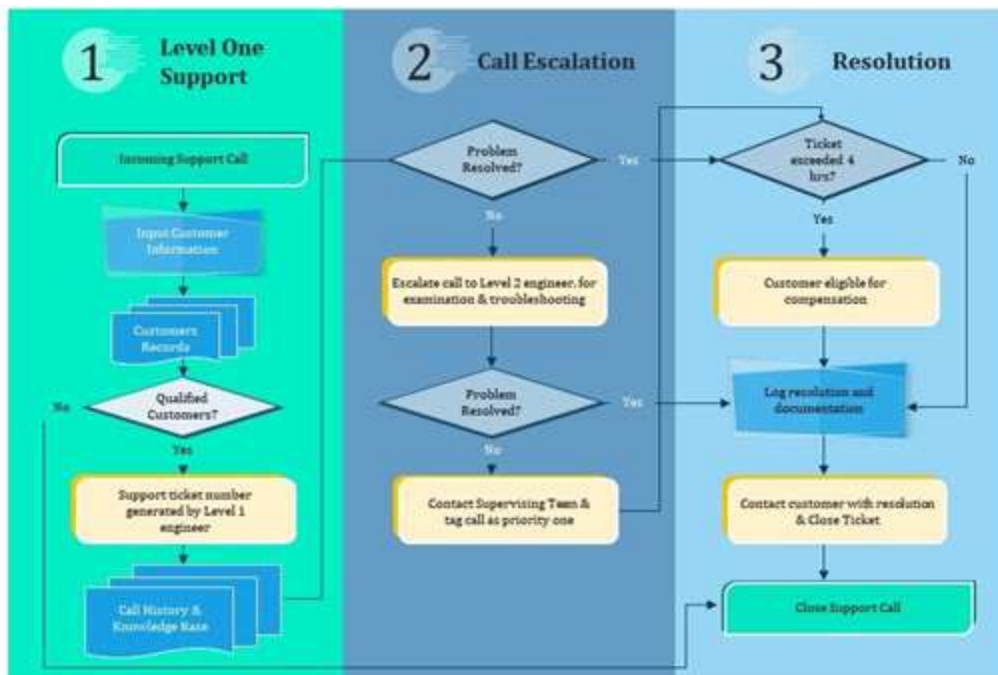 1
Level One
Support
Incoming Support Call
Input Customer
Information
Customers
Records
Qualified
Customers?
No
Yes
Support ticket number
generated by Level 1
engineer
Call History &
Knowledge Base
2
Call Escalation
Problem
Resolved?
Yes
No
Escalate call to Level 2 engineer, for
examination & troubleshooting
Problem
Resolved?
Yes
No
Contact Supervising Team &
tag call as priority one
3
Resolution
Ticket
exceeded 4
hrs?
No
Yes
Customer eligible for
compensation
Log resolution and
documentation
Contact customer with resolution
& Close Ticket
Close Support Call